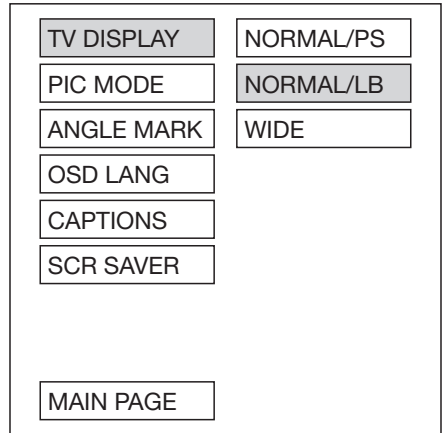 TV DISPLAY NORMAL/PS
PIC MODE NORMAL/LB
ANGLE MARK WIDE
OSD LANG
CAPTIONS
SCR SAVER
MAIN PAGE